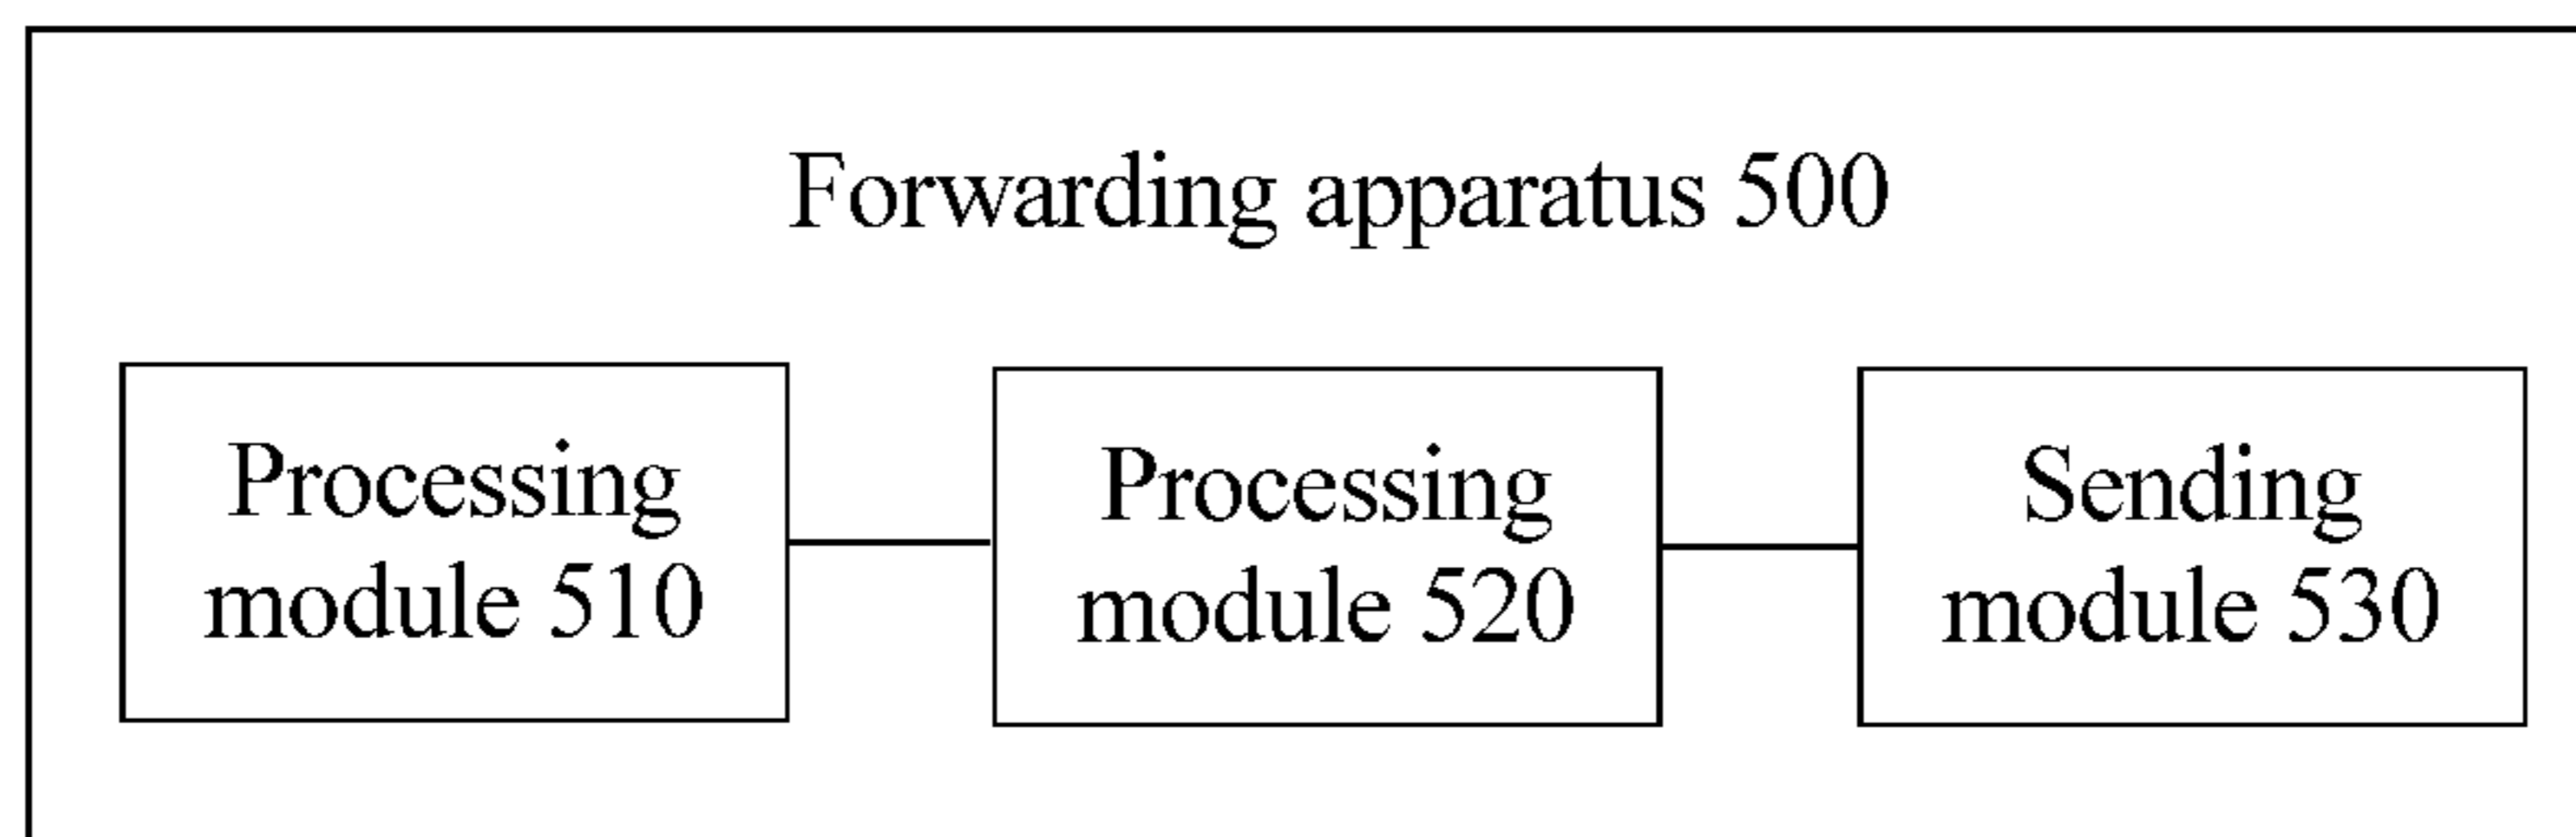 Forwarding apparatus 500
Processing
module 510
Processing
module 520
Sending
module 530